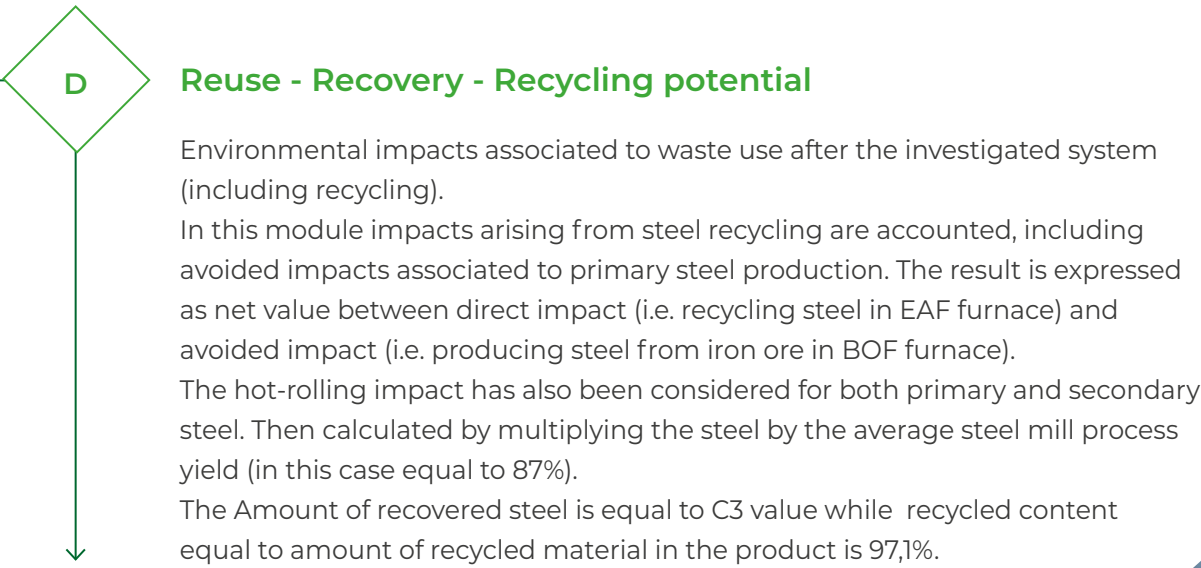 D
Reuse - Recovery - Recycling potential
Environmental impacts associated to waste use after the investigated system
(including recycling).
In this module impacts arising from steel recycling are accounted, including
avoided impacts associated to primary steel production. The result is expressed
as net value between direct impact (i.e. recycling steel in EAF furnace) and
avoided impact (i.e. producing steel from iron ore in BOF furnace).
The hot-rolling impact has also been considered for both primary and secondary
steel. Then calculated by multiplying the steel by the average steel mill process
yield (in this case equal to 87%).
The Amount of recovered steel is equal to C3 value while  recycled content
equal to amount of recycled material in the product is 97,1%.